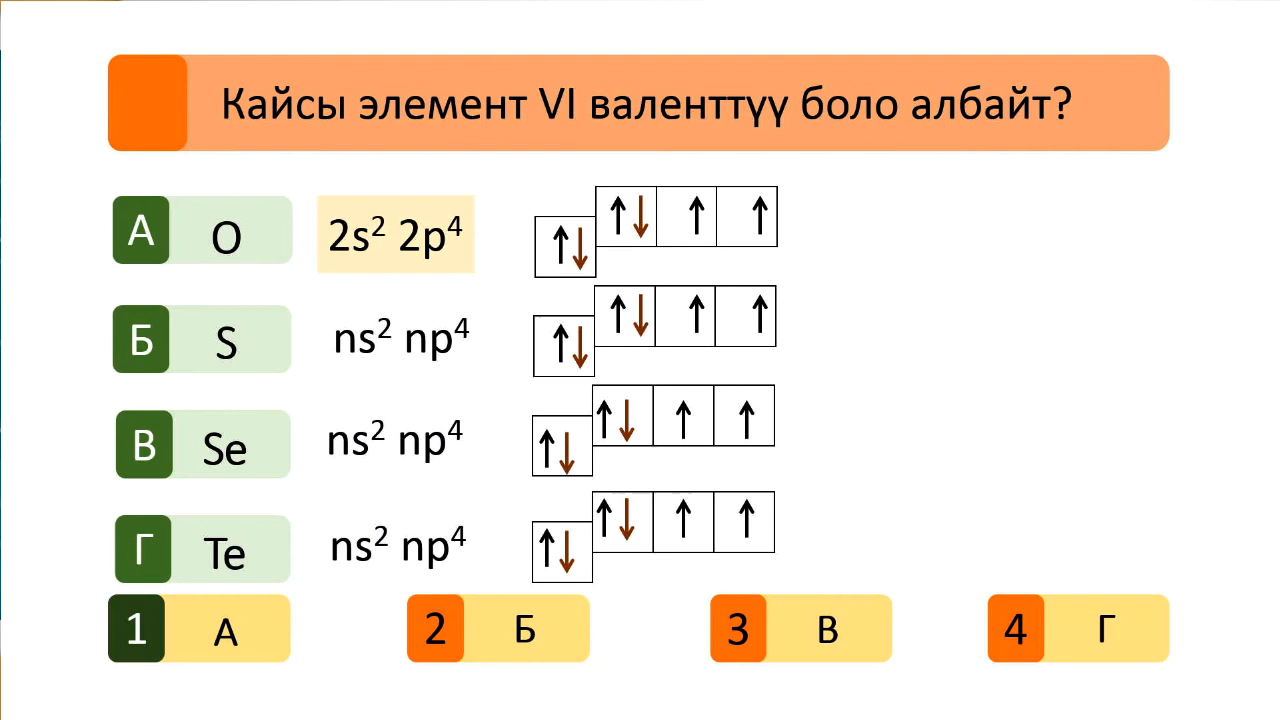 Кайсы элемент VI валенттүү боло албайт?
А O 2s² 2p⁴
Б S ns² np⁴
В Se ns² np⁴
Г Te ns² np⁴
1 А 2 Б 3 В 4 Г